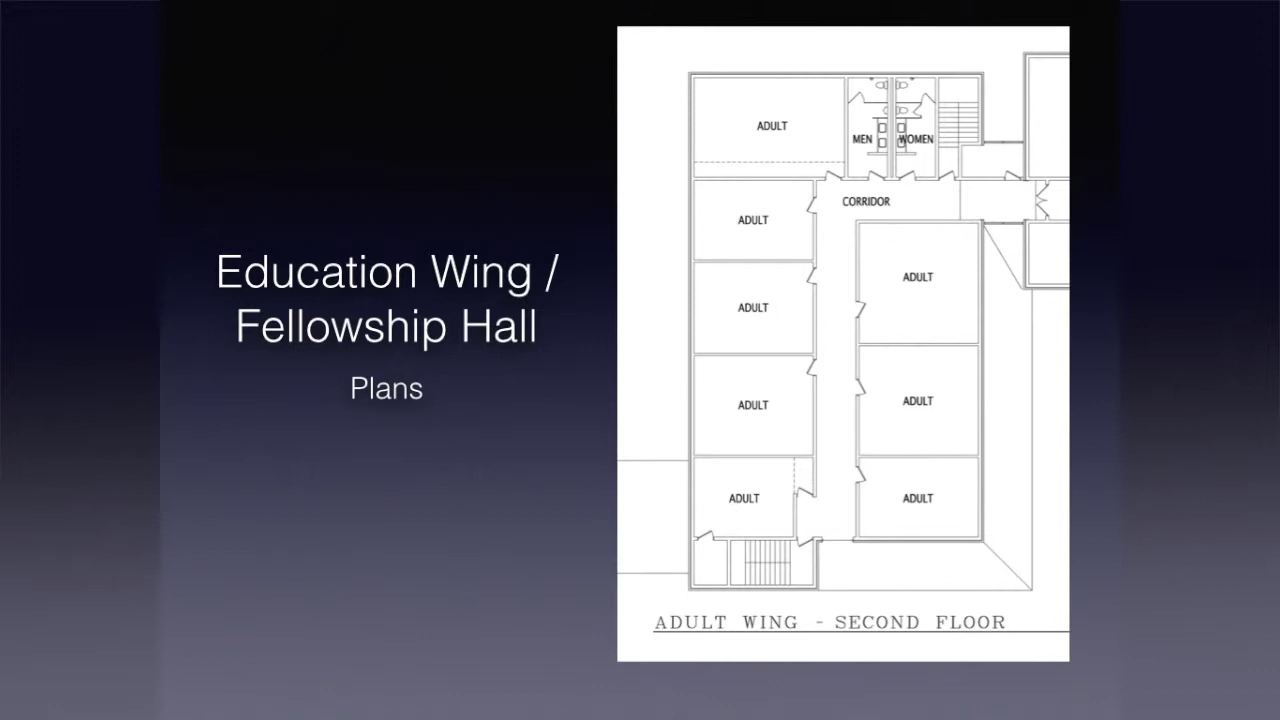 Education Wing /
Fellowship Hall
Plans
ADULT
MEN
WOMEN
CORRIDOR
ADULT
ADULT
ADULT
ADULT
ADULT
ADULT
ADULT
ADULT
ADULT WING - SECOND FLOOR